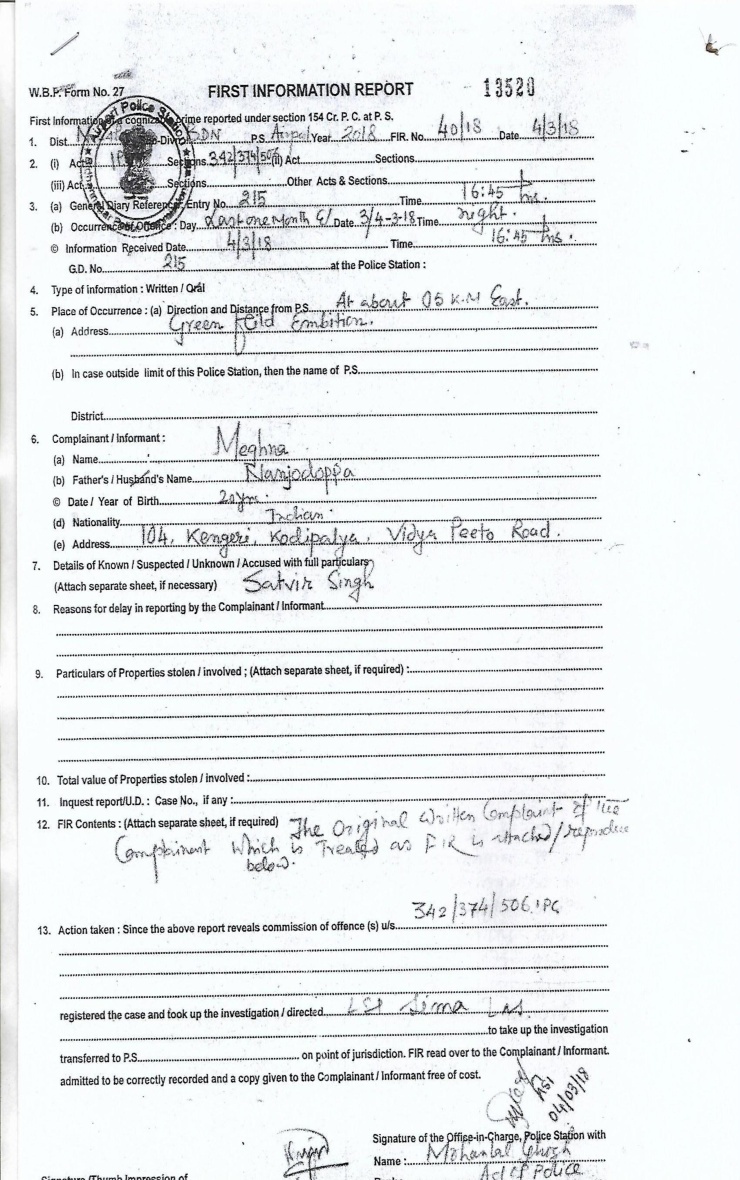 W.B.P. Form No. 27 FIRST INFORMATION REPORT 13520
First Information of a cognizable crime reported under section 154 Cr. P. C. at P. S.
1. Dist. Sub-Divn. BDN P.S. Airport Year 2018 FIR. No. 40/18 Date 4/3/18
2. (i) Act IPC Sections 342/374/506 (ii) Act Sections
(iii) Act Sections Other Acts & Sections
3. (a) General Diary Reference: Entry No. 215 Time 16:45 hrs.
(b) Occurrence of Offence: Day Last one Month Date 3/4-3-18 Time night.
© Information Received Date 4/3/18 Time 16:45 hrs.
G.D. No. 215 at the Police Station :
4. Type of information : Written / Oral
5. Place of Occurrence : (a) Direction and Distance from P.S. At about 05 K.M East.
(a) Address Green Field Embition.
(b) In case outside limit of this Police Station, then the name of P.S.
District
6. Complainant / Informant :
(a) Name Meghna
(b) Father's / Husband's Name Nanjodappa
© Date / Year of Birth 20 yrs.
(d) Nationality Indian.
(e) Address 104, Kengeri, Kodipalya, Vidya Peeto Road.
7. Details of Known / Suspected / Unknown / Accused with full particulars
(Attach separate sheet, if necessary) Satvir Singh
8. Reasons for delay in reporting by the Complainant / Informant
9. Particulars of Properties stolen / involved ; (Attach separate sheet, if required) :
10. Total value of Properties stolen / involved :
11. Inquest report/U.D. : Case No., if any :
12. FIR Contents : (Attach separate sheet, if required) The Original written Complaint of the
Complainant which is Treated as FIR is attached/reproduce
below.
342/374/506 IPC
13. Action taken : Since the above report reveals commission of offence (s) u/s.
registered the case and took up the investigation / directed LSI Sima
to take up the investigation
transferred to P.S. on point of jurisdiction. FIR read over to the Complainant / Informant.
admitted to be correctly recorded and a copy given to the Complainant / Informant free of cost.
ASI
04/03/18
Signature of the Office-in-Charge, Police Station with
Name : Mohanlal Ghosh
Signature /Thumb Impression of
ASI of Police